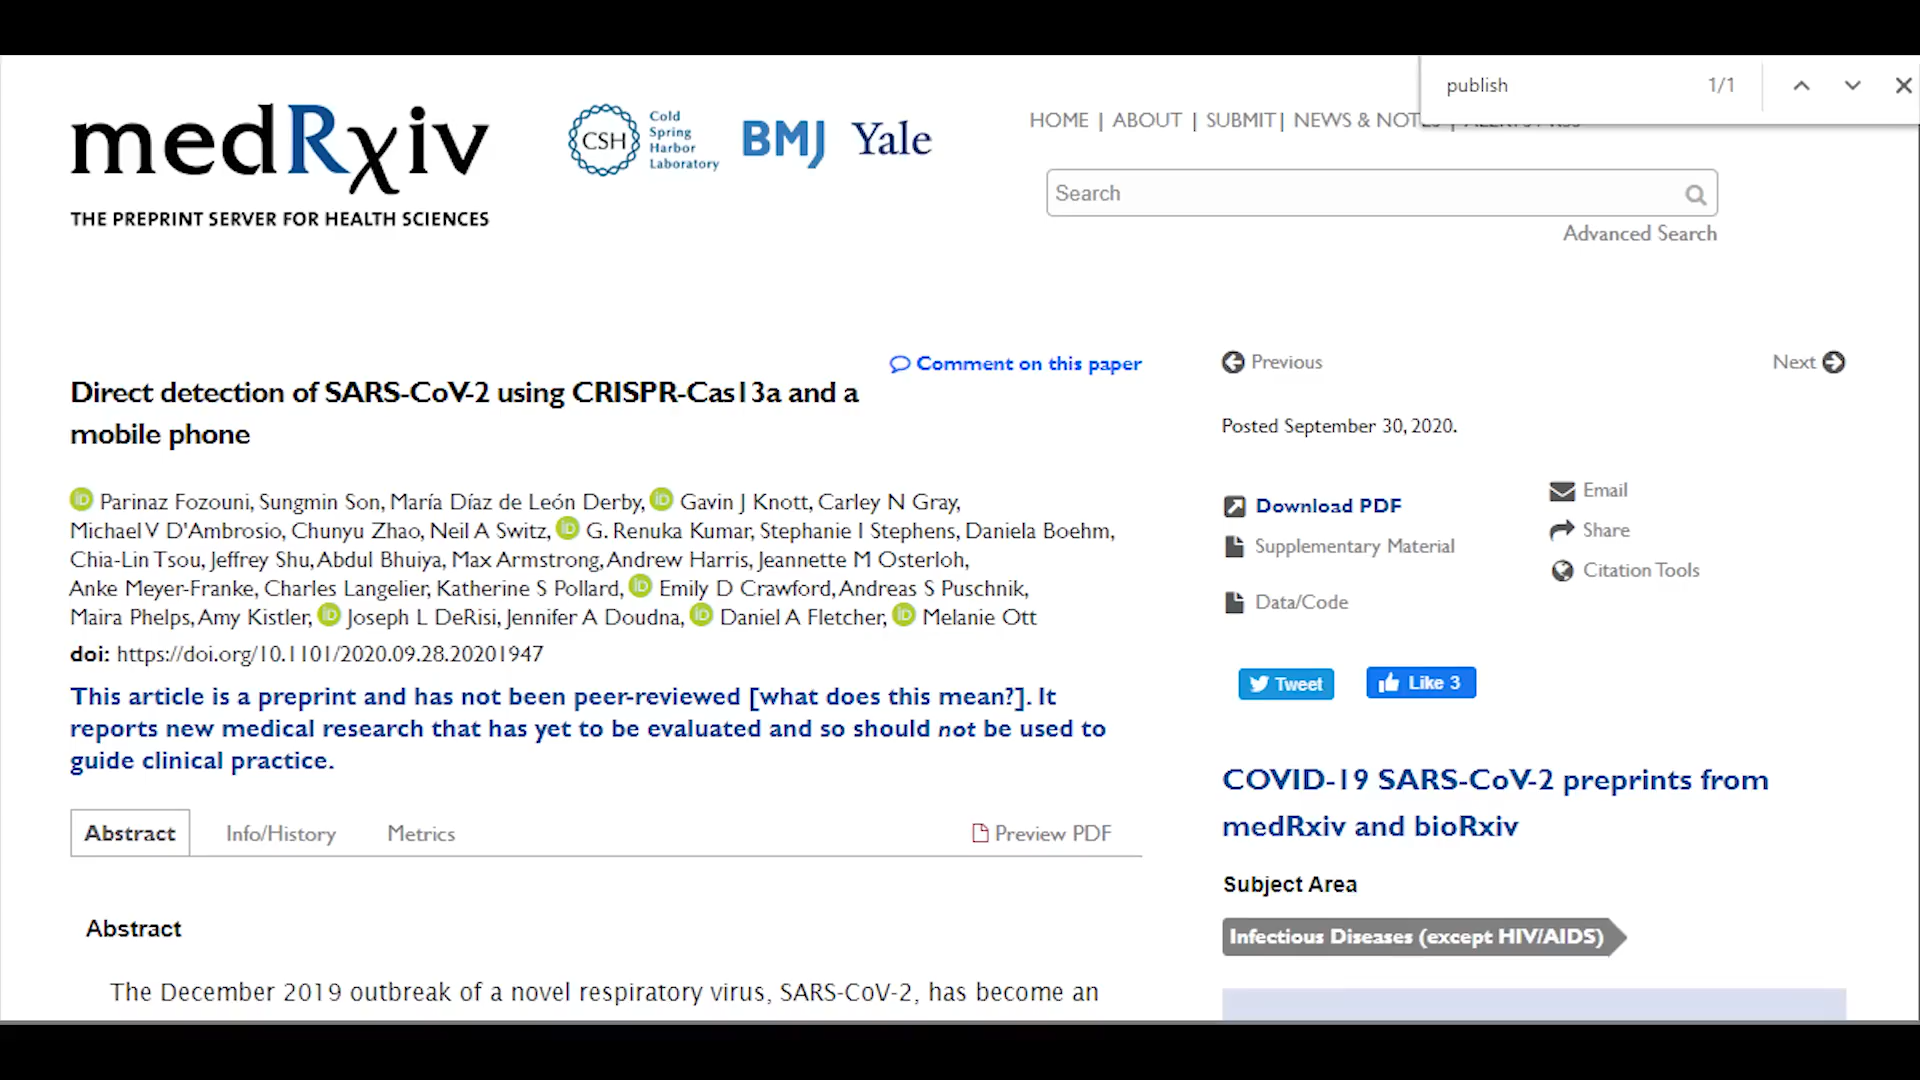 publish 1/1
medRxiv
THE PREPRINT SERVER FOR HEALTH SCIENCES
CSH Cold Spring Harbor Laboratory
BMJ Yale
HOME | ABOUT | SUBMIT | NEWS & NOTES
Search
Advanced Search
Comment on this paper
Direct detection of SARS-CoV-2 using CRISPR-Cas13a and a
mobile phone
iD Parinaz Fozouni, Sungmin Son, María Díaz de León Derby, iD Gavin J Knott, Carley N Gray,
Michael V D'Ambrosio, Chunyu Zhao, Neil A Switz, iD G. Renuka Kumar, Stephanie I Stephens, Daniela Boehm,
Chia-Lin Tsou, Jeffrey Shu, Abdul Bhuiya, Max Armstrong, Andrew Harris, Jeannette M Osterloh,
Anke Meyer-Franke, Charles Langelier, Katherine S Pollard, iD Emily D Crawford, Andreas S Puschnik,
Maira Phelps, Amy Kistler, iD Joseph L DeRisi, Jennifer A Doudna, iD Daniel A Fletcher, iD Melanie Ott
doi: https://doi.org/10.1101/2020.09.28.20201947
This article is a preprint and has not been peer-reviewed [what does this mean?]. It
reports new medical research that has yet to be evaluated and so should not be used to
guide clinical practice.
Abstract Info/History Metrics Preview PDF
Abstract
The December 2019 outbreak of a novel respiratory virus, SARS-CoV-2, has become an
Previous Next
Posted September 30, 2020.
Download PDF
Supplementary Material
Data/Code
Email
Share
Citation Tools
Tweet Like 3
COVID-19 SARS-CoV-2 preprints from
medRxiv and bioRxiv
Subject Area
Infectious Diseases (except HIV/AIDS)